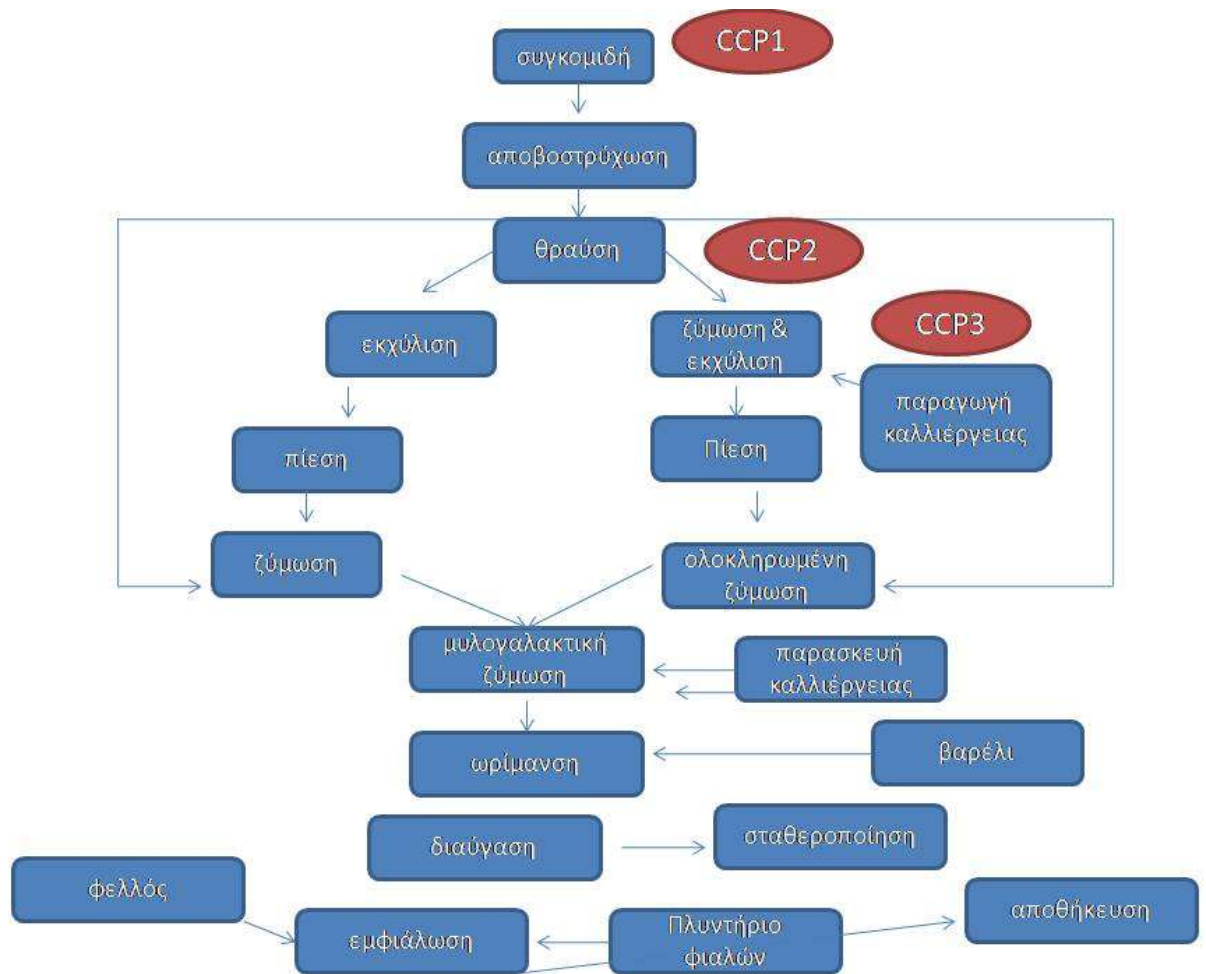 συγκομιδή
CCP1
αποβοστρύχωση
θραύση
CCP2
εκχύλιση
ζύμωση &
εκχύλιση
CCP3
παραγωγή
καλλιέργειας
πίεση
Πίεση
ζύμωση
ολοκληρωμένη
ζύμωση
μυλογαλακτική
ζύμωση
παρασκευή
καλλιέργειας
ωρίμανση
βαρέλι
διαύγαση
σταθεροποίηση
φελλός
εμφιάλωση
Πλυντήριο
φιαλών
αποθήκευση